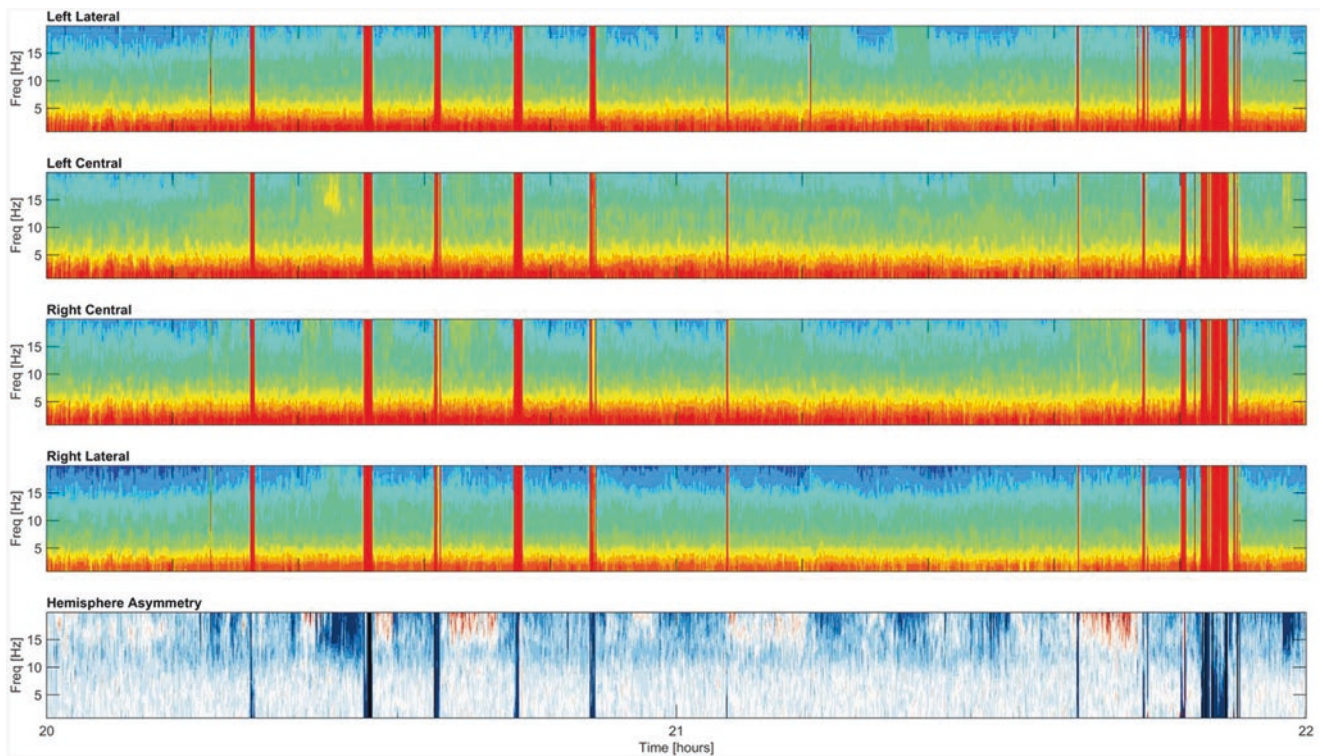 Left Lateral
Freq [Hz]
15
10
5
Left Central
Freq [Hz]
15
10
5
Right Central
Freq [Hz]
15
10
5
Right Lateral
Freq [Hz]
15
10
5
Hemisphere Asymmetry
Freq [Hz]
15
10
5
20 21 22
Time [hours]